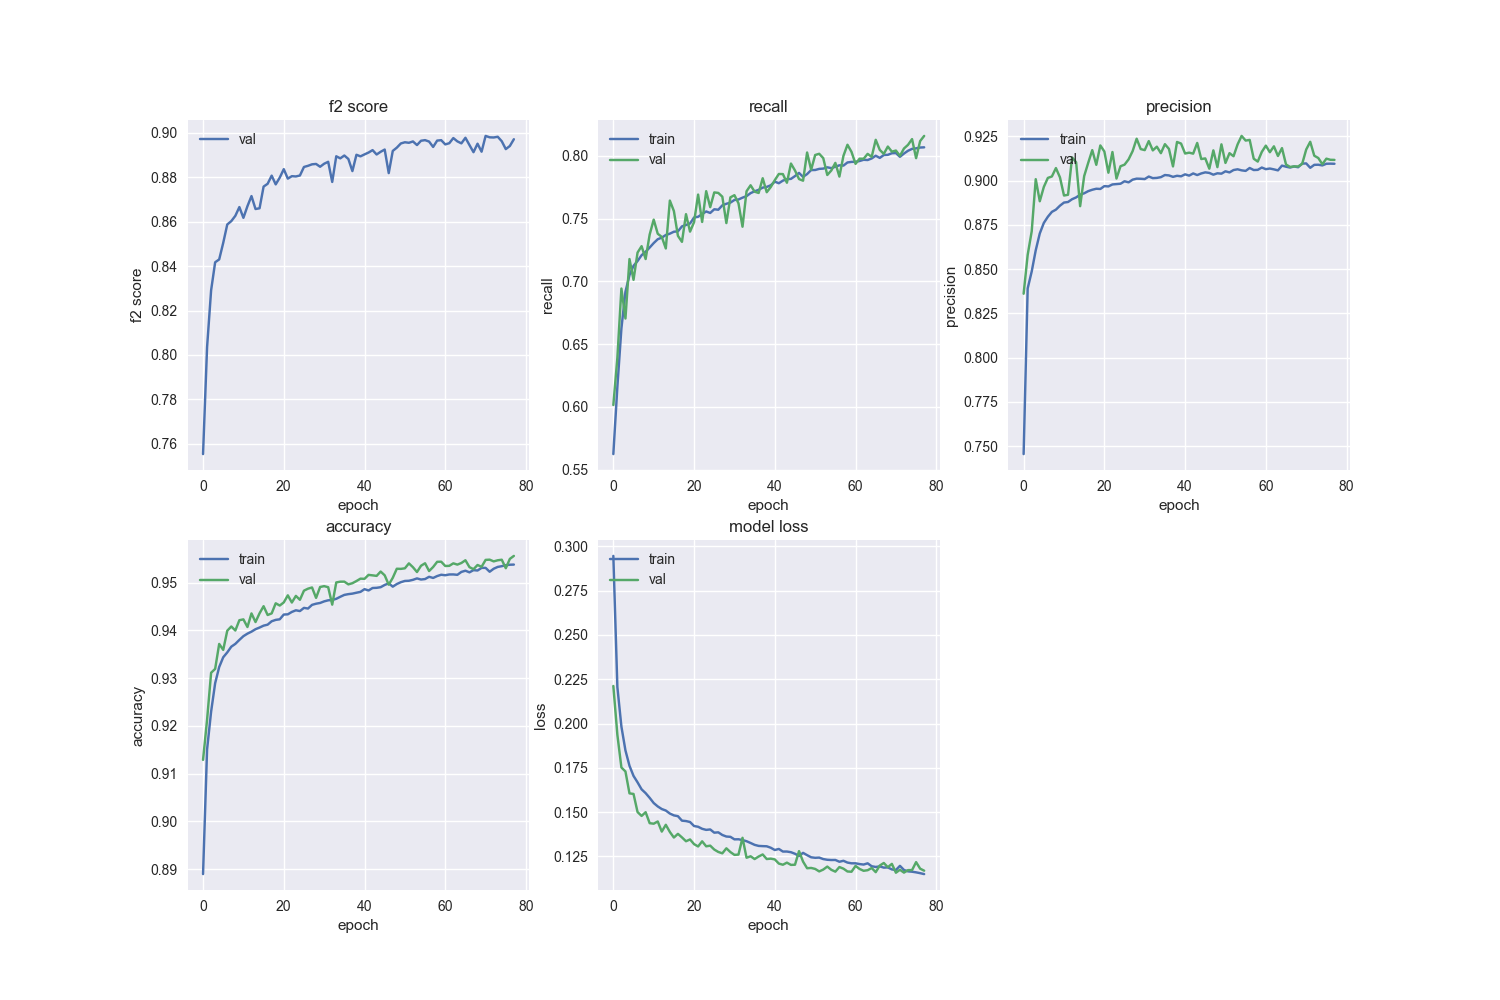 f2 score
val
0.90
0.88
0.86
0.84
0.82
0.80
0.78
0.76
f2 score
0 20 40 60 80
epoch
recall
train
val
0.80
0.75
0.70
0.65
0.60
0.55
recall
0 20 40 60 80
epoch
precision
train
val
0.925
0.900
0.875
0.850
0.825
0.800
0.775
0.750
precision
0 20 40 60 80
epoch
accuracy
train
val
0.95
0.94
0.93
0.92
0.91
0.90
0.89
accuracy
0 20 40 60 80
epoch
model loss
train
val
0.300
0.275
0.250
0.225
0.200
0.175
0.150
0.125
loss
0 20 40 60 80
epoch